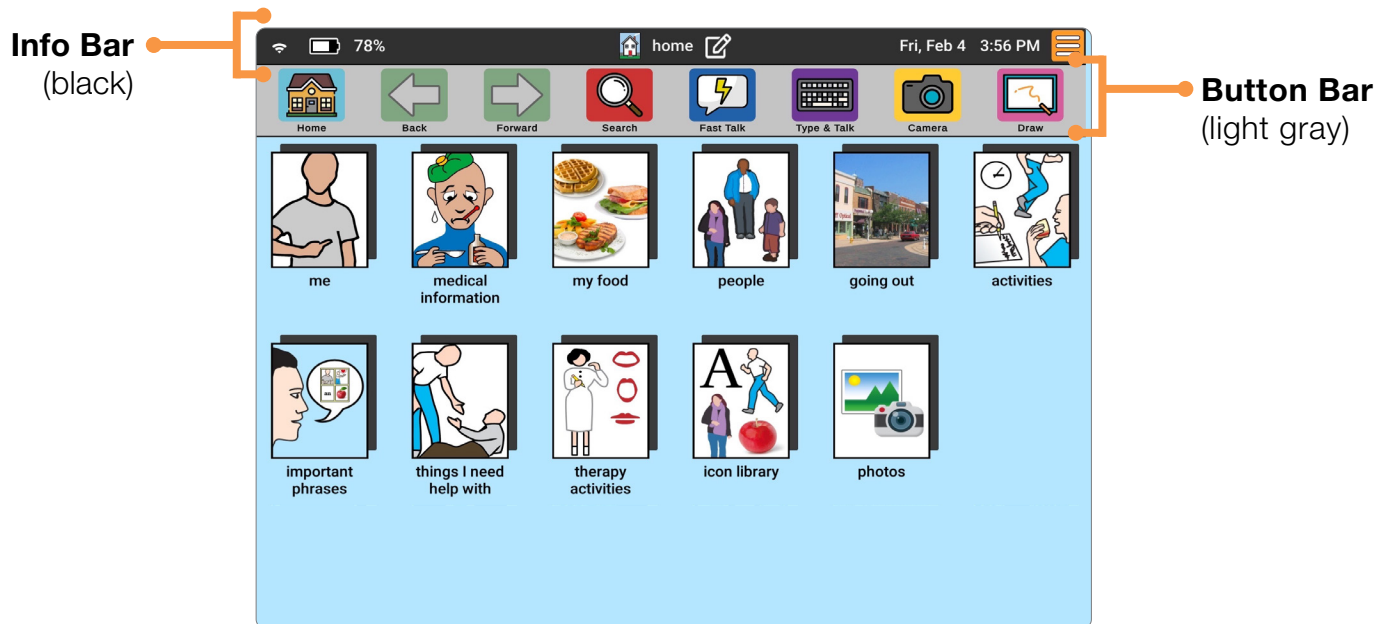 Info Bar
(black)
78%
home
Fri, Feb 4 3:56 PM
Button Bar
(light gray)
Home
Back
Forward
Search
Fast Talk
Type & Talk
Camera
Draw
me
medical
information
my food
people
going out
activities
important
phrases
things I need
help with
therapy
activities
A
icon library
photos